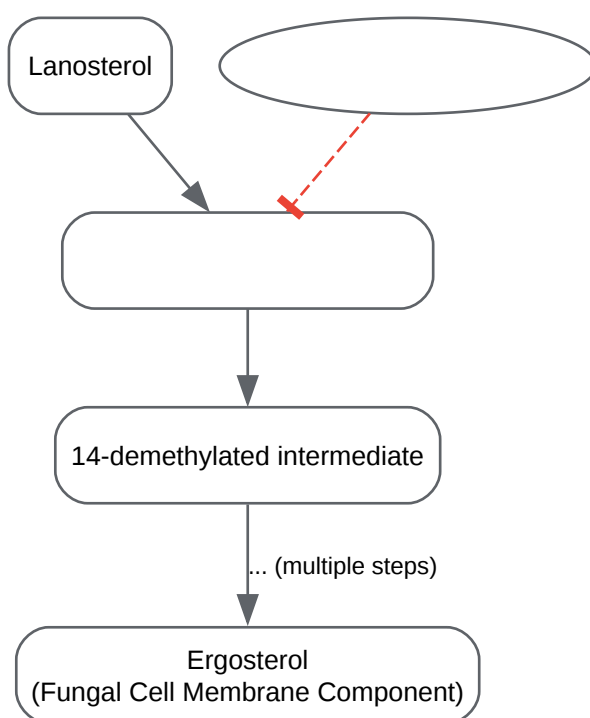 Lanosterol
14-demethylated intermediate
... (multiple steps)
Ergosterol
(Fungal Cell Membrane Component)